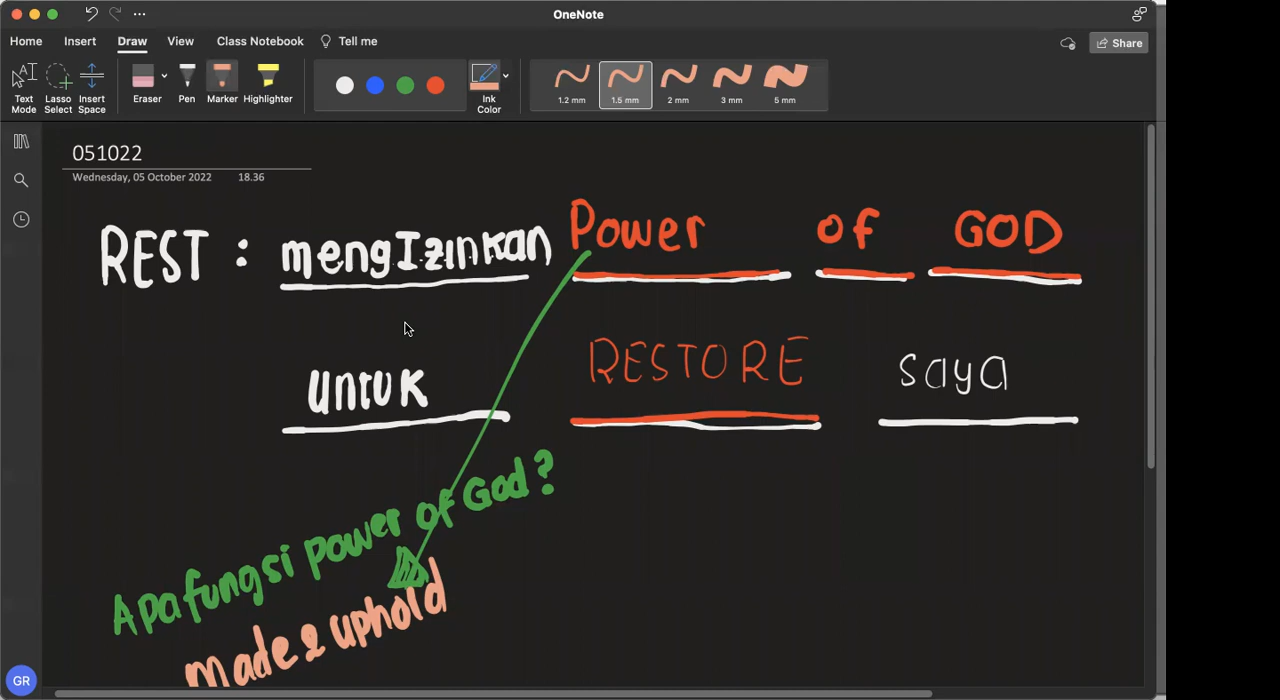 OneNote
Home Insert Draw View Class Notebook Tell me
Share
Text Mode
Lasso Select
Insert Space
Eraser
Pen
Marker
Highlighter
Ink Color
1.2 mm
1.5 mm
2 mm
3 mm
5 mm
051022
Wednesday, 05 October 2022 18.36
REST : mengIzinkan Power of GOD
untuk RESTORE saya
Apa fungsi power of God?
made & uphold
GR